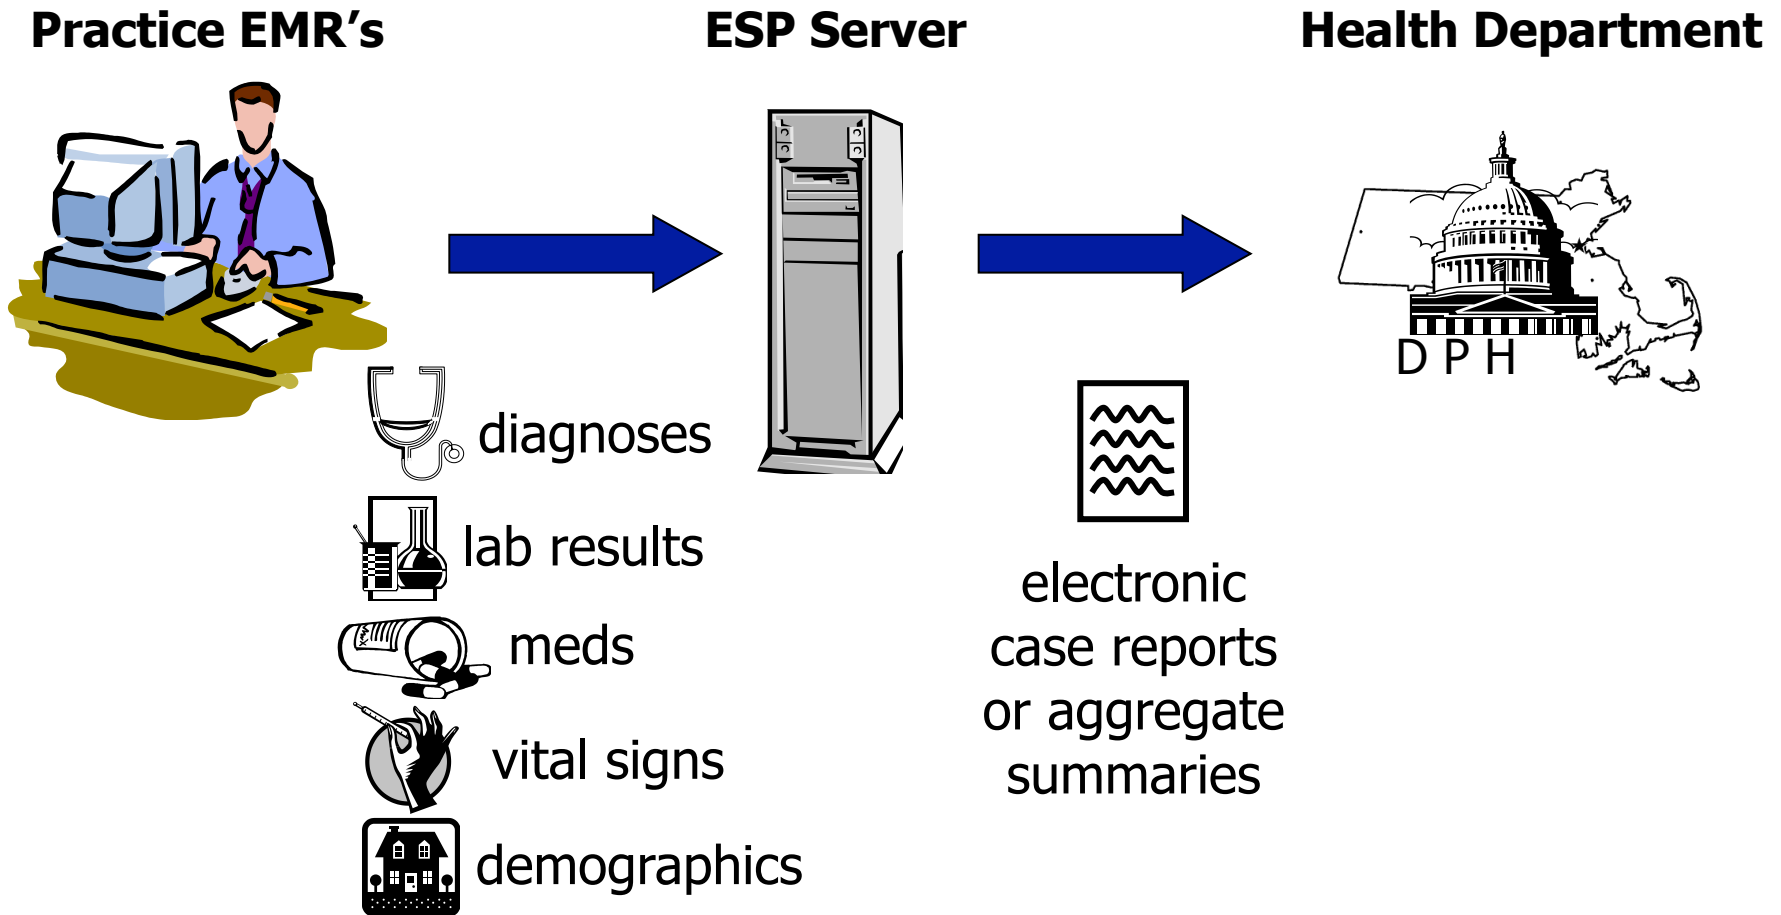 Practice EMR's
ESP Server
Health Department
DPH
diagnoses
lab results
meds
vital signs
demographics
electronic
case reports
or aggregate
summaries